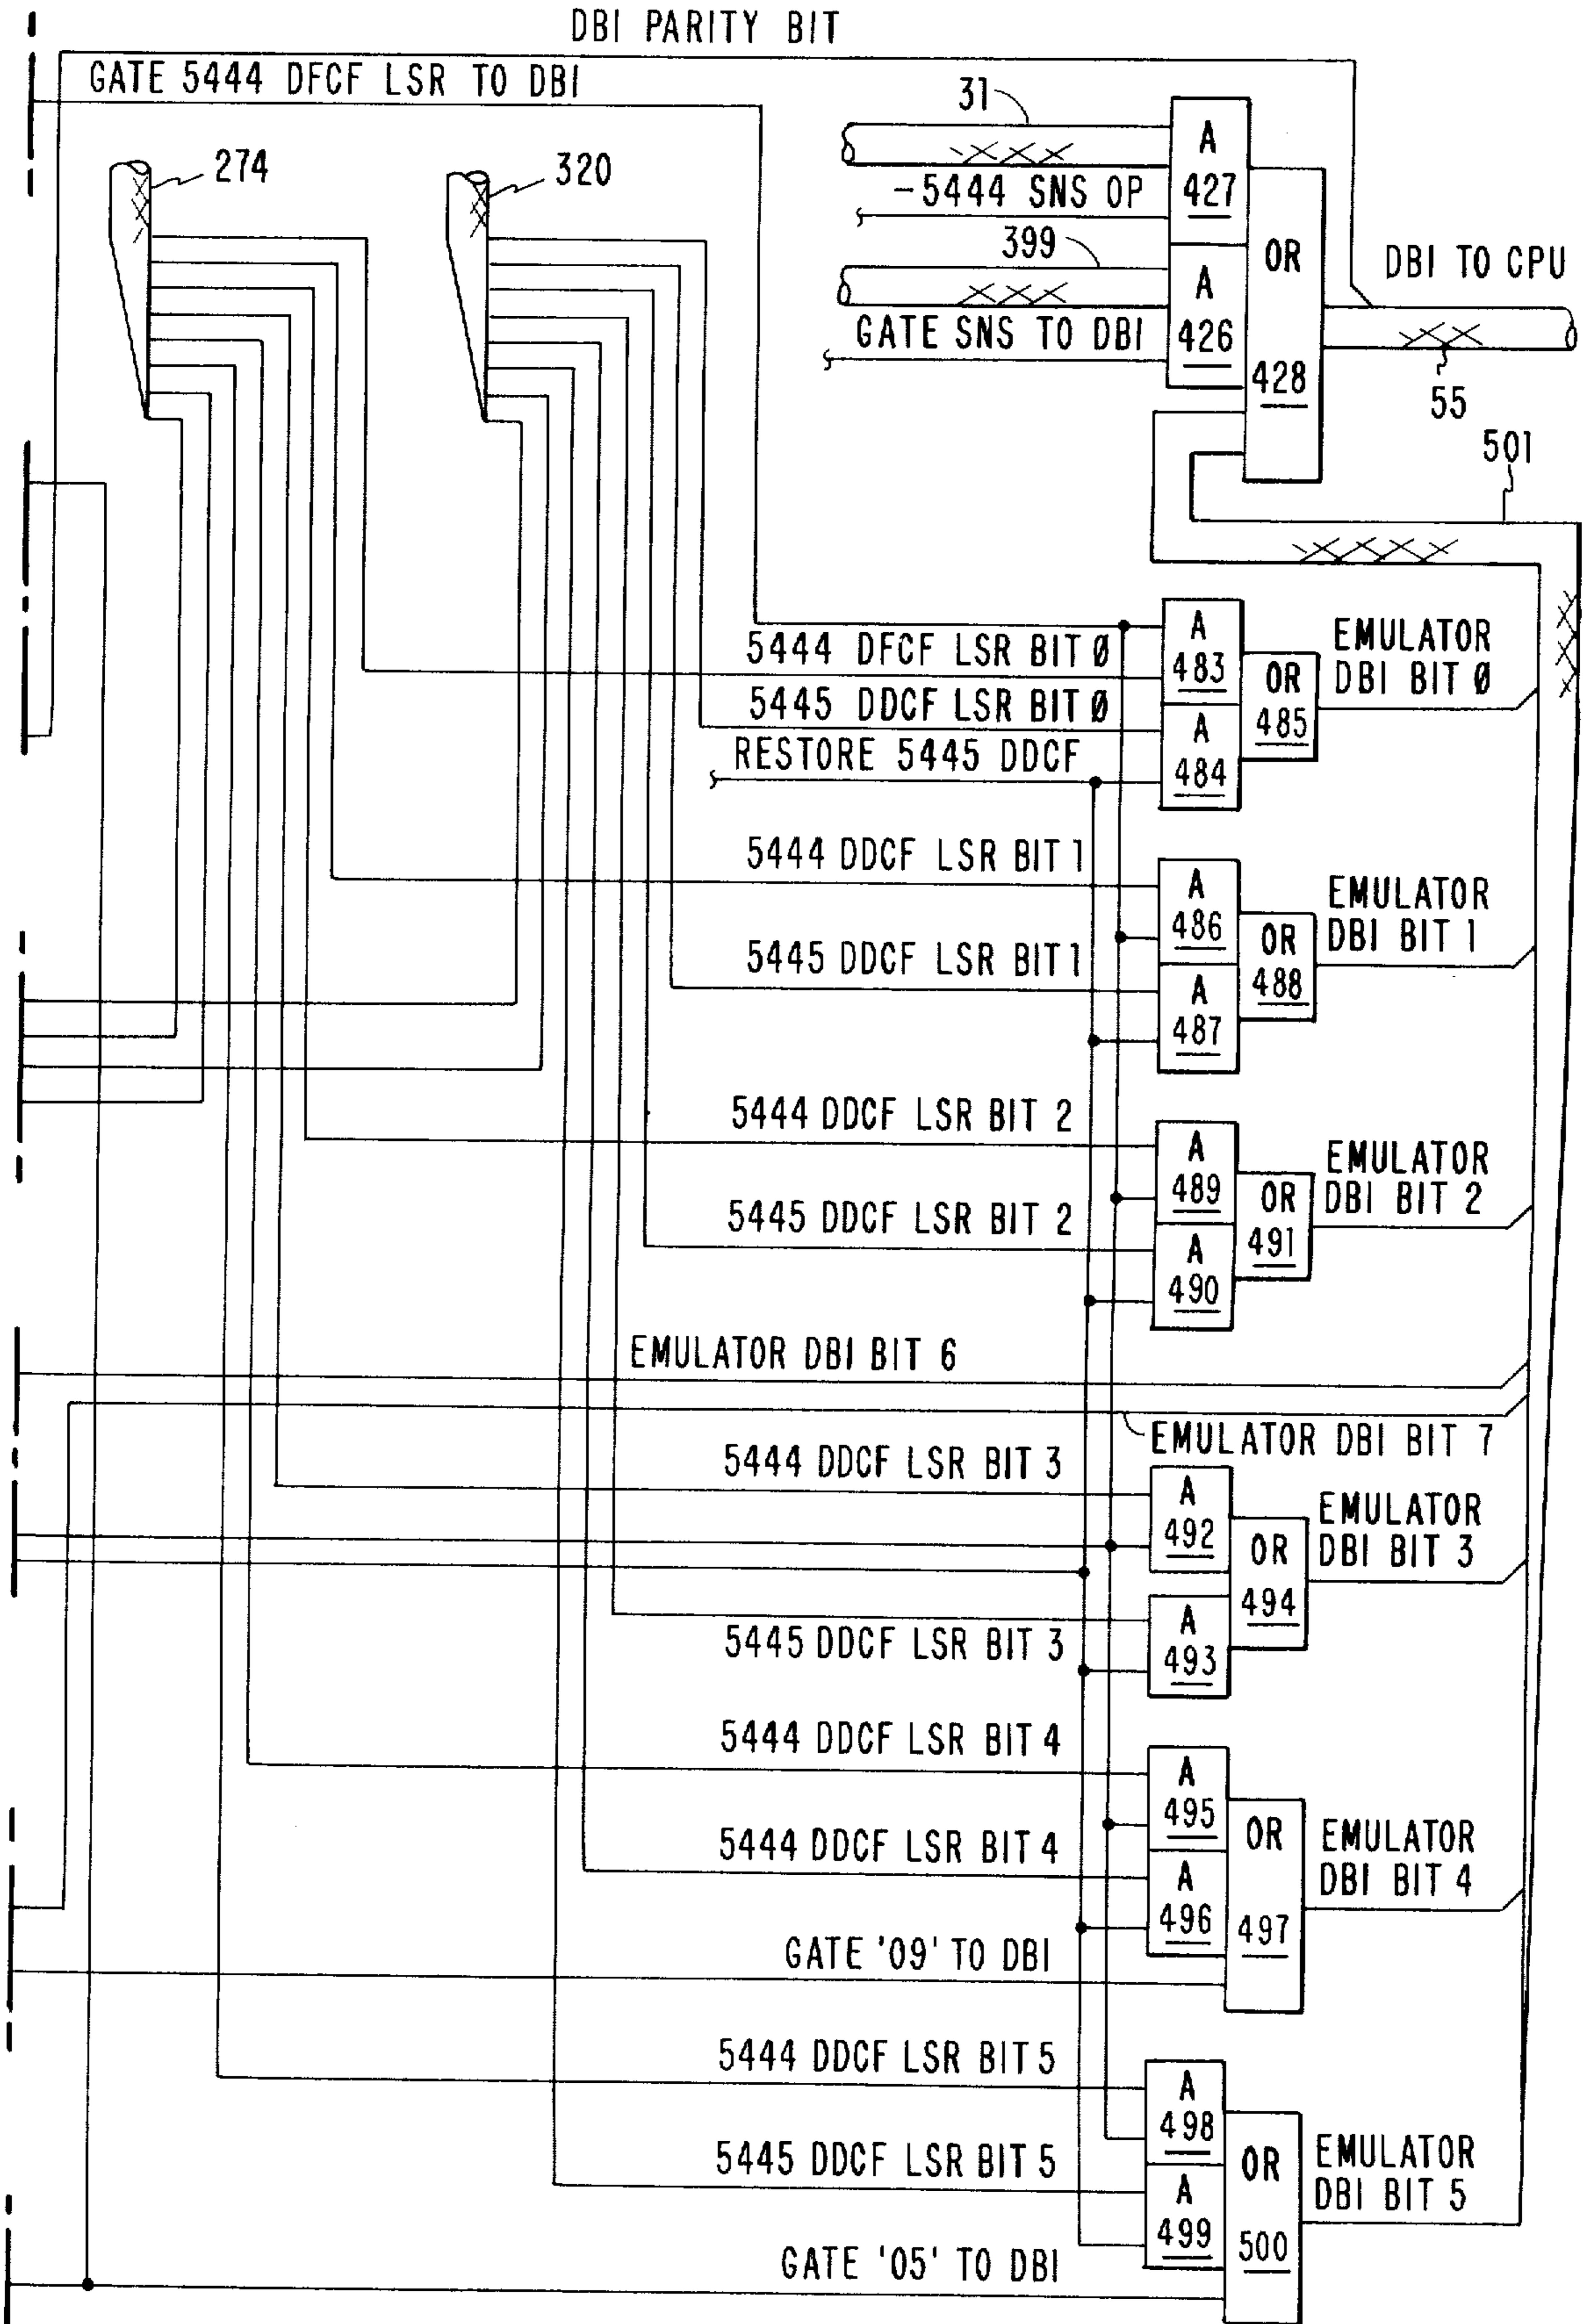 DBI PARITY BIT
GATE 5444 DFCF LSR TO DBI
31
A
427
274
320
-5444 SNS OP
399
OR
428
DBI TO CPU
A
426
GATE SNS TO DBI
55
501
5444 DFCF LSR BIT Ø
A
483
EMULATOR
DBI BIT Ø
OR
485
5445 DDCF LSR BIT Ø
A
484
RESTORE 5445 DDCF
5444 DDCF LSR BIT 1
A
486
EMULATOR
DBI BIT 1
OR
488
5445 DDCF LSR BIT 1
A
487
5444 DDCF LSR BIT 2
A
489
EMULATOR
DBI BIT 2
OR
491
5445 DDCF LSR BIT 2
A
490
EMULATOR DBI BIT 6
EMULATOR DBI BIT 7
5444 DDCF LSR BIT 3
A
492
EMULATOR
DBI BIT 3
OR
494
5445 DDCF LSR BIT 3
A
493
5444 DDCF LSR BIT 4
A
495
OR
497
EMULATOR
DBI BIT 4
5444 DDCF LSR BIT 4
A
496
GATE '09' TO DBI
5444 DDCF LSR BIT 5
A
498
OR
500
EMULATOR
DBI BIT 5
5445 DDCF LSR BIT 5
A
499
GATE '05' TO DBI